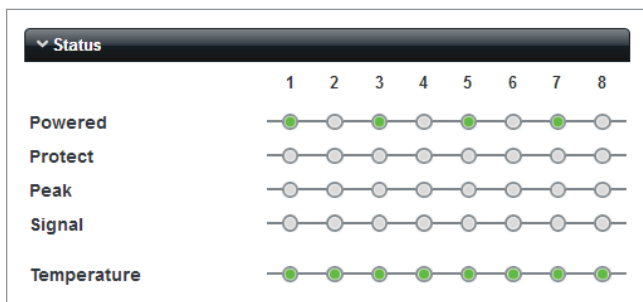 Status
1 2 3 4 5 6 7 8
Powered
Protect
Peak
Signal
Temperature